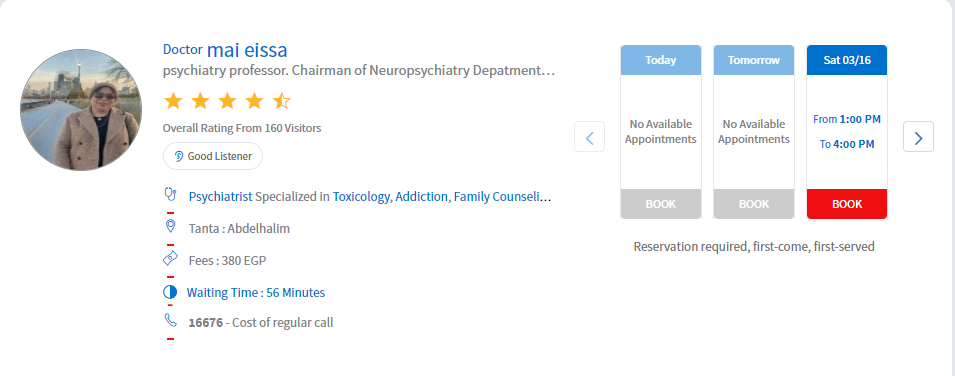 Doctor mai eissa
psychiatry professor. Chairman of Neuropsychiatry Depatment...
Overall Rating From 160 Visitors
Good Listener
Psychiatrist Specialized in Toxicology, Addiction, Family Counseli...
Tanta : Abdelhalim
Fees : 380 EGP
Waiting Time : 56 Minutes
16676 - Cost of regular call
Today
No Available
Appointments
BOOK
Tomorrow
No Available
Appointments
BOOK
Sat 03/16
From 1:00 PM
To 4:00 PM
BOOK
Reservation required, first-come, first-served